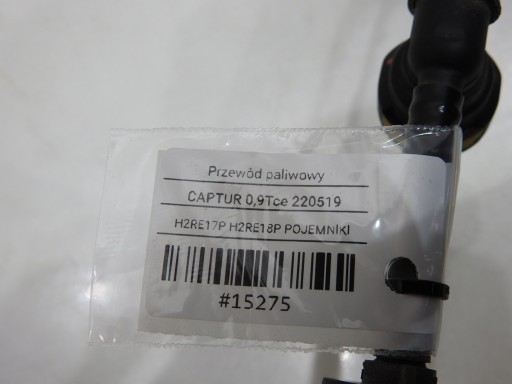 Przewód paliwowy
CAPTUR 0,9Tce 220519
H2RE17P H2RE18P POJEMNIKI
#15275